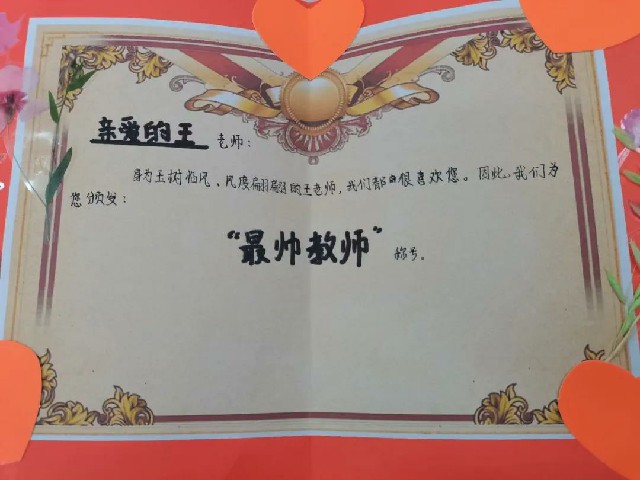 亲爱的王老师：
身为玉树临风，风度翩翩的王老师，我们都很喜欢您。因此，我们为
您颁发：
“最帅教师”称号。